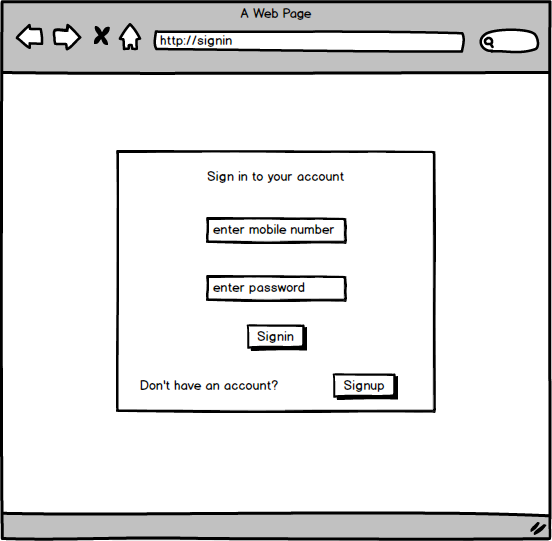 A Web Page
http://signin
Sign in to your account
enter mobile number
enter password
Signin
Don't have an account?
Signup